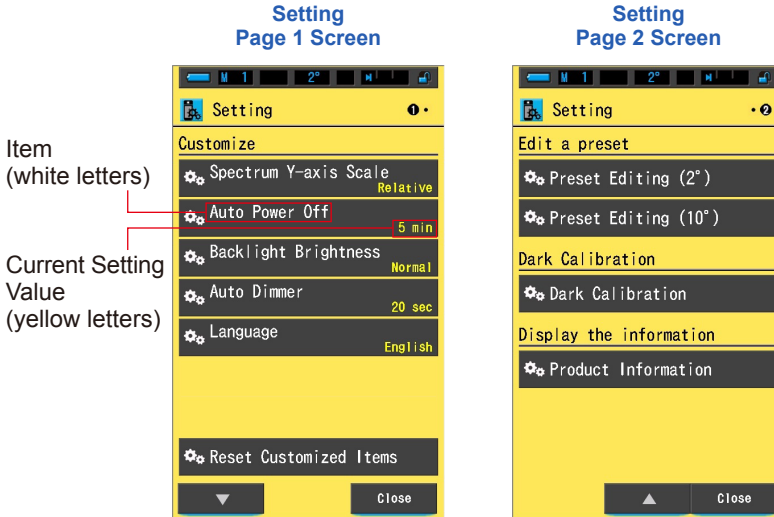 Setting
Page 1 Screen
M 1 2°
Setting ❶・
Customize
Spectrum Y-axis Scale
Relative
Auto Power Off
5 min
Backlight Brightness
Normal
Auto Dimmer
20 sec
Language
English
Reset Customized Items
▼ Close
Item
(white letters)
Current Setting
Value
(yellow letters)
Setting
Page 2 Screen
M 1 2°
Setting ・❷
Edit a preset
Preset Editing (2°)
Preset Editing (10°)
Dark Calibration
Dark Calibration
Display the information
Product Information
▲ Close